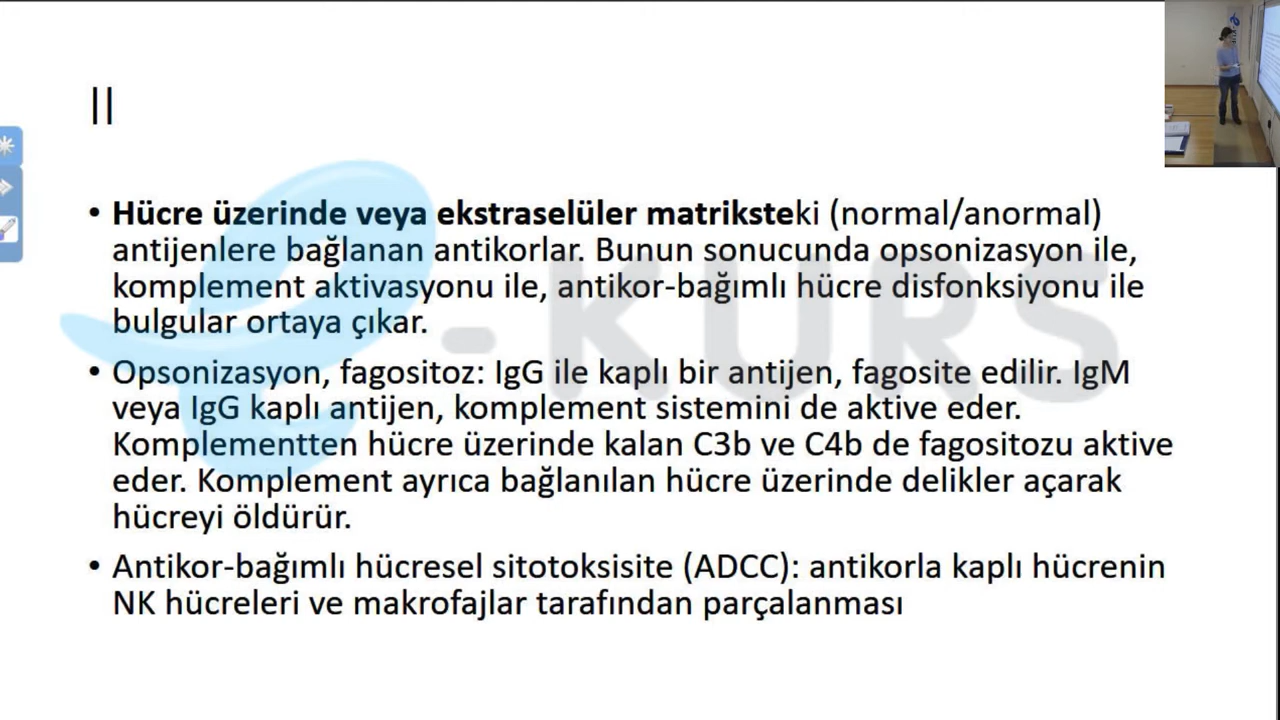 II
• Hücre üzerinde veya ekstraselüler matriksteki (normal/anormal)
antijenlere bağlanan antikorlar. Bunun sonucunda opsonizasyon ile,
komplement aktivasyonu ile, antikor-bağımlı hücre disfonksiyonu ile
bulgular ortaya çıkar.
• Opsonizasyon, fagositoz: IgG ile kaplı bir antijen, fagosite edilir. IgM
veya IgG kaplı antijen, komplement sistemini de aktive eder.
Komplementten hücre üzerinde kalan C3b ve C4b de fagositozu aktive
eder. Komplement ayrıca bağlanılan hücre üzerinde delikler açarak
hücreyi öldürür.
• Antikor-bağımlı hücresel sitotoksisite (ADCC): antikorla kaplı hücrenin
NK hücreleri ve makrofajlar tarafından parçalanması
e-KURS